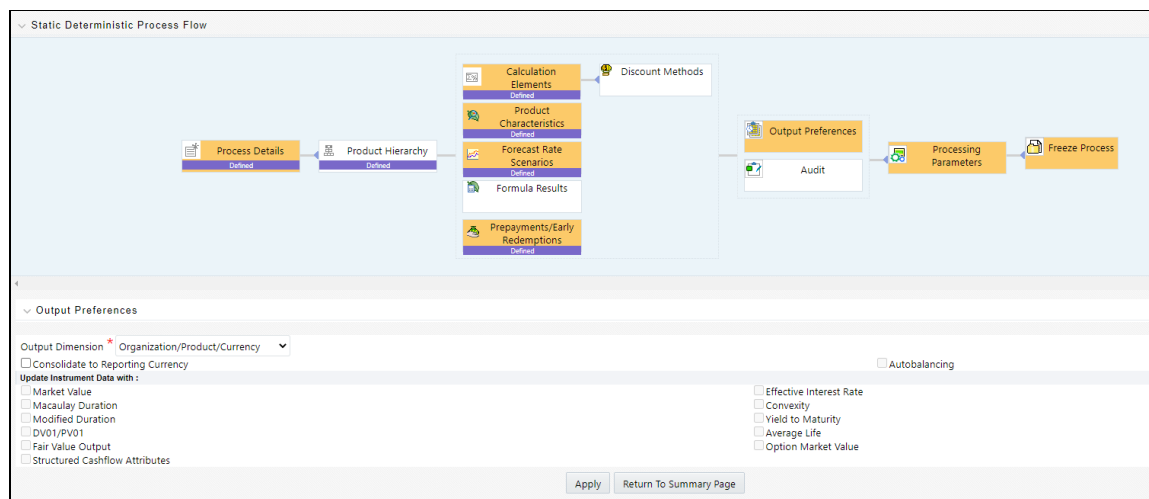 Static Deterministic Process Flow
Calculation
Elements
Defined
Discount Methods
Product
Characteristics
Defined
Output Preferences
Process Details
Defined
Product Hierarchy
Defined
Forecast Rate
Scenarios
Defined
Processing
Parameters
Freeze Process
Audit
Formula Results
Prepayments/Early
Redemptions
Defined
Output Preferences
Output Dimension * Organization/Product/Currency
Consolidate to Reporting Currency
Autobalancing
Update Instrument Data with :
Market Value
Effective Interest Rate
Macaulay Duration
Convexity
Modified Duration
Yield to Maturity
DV01/PV01
Average Life
Fair Value Output
Option Market Value
Structured Cashflow Attributes
Apply
Return To Summary Page